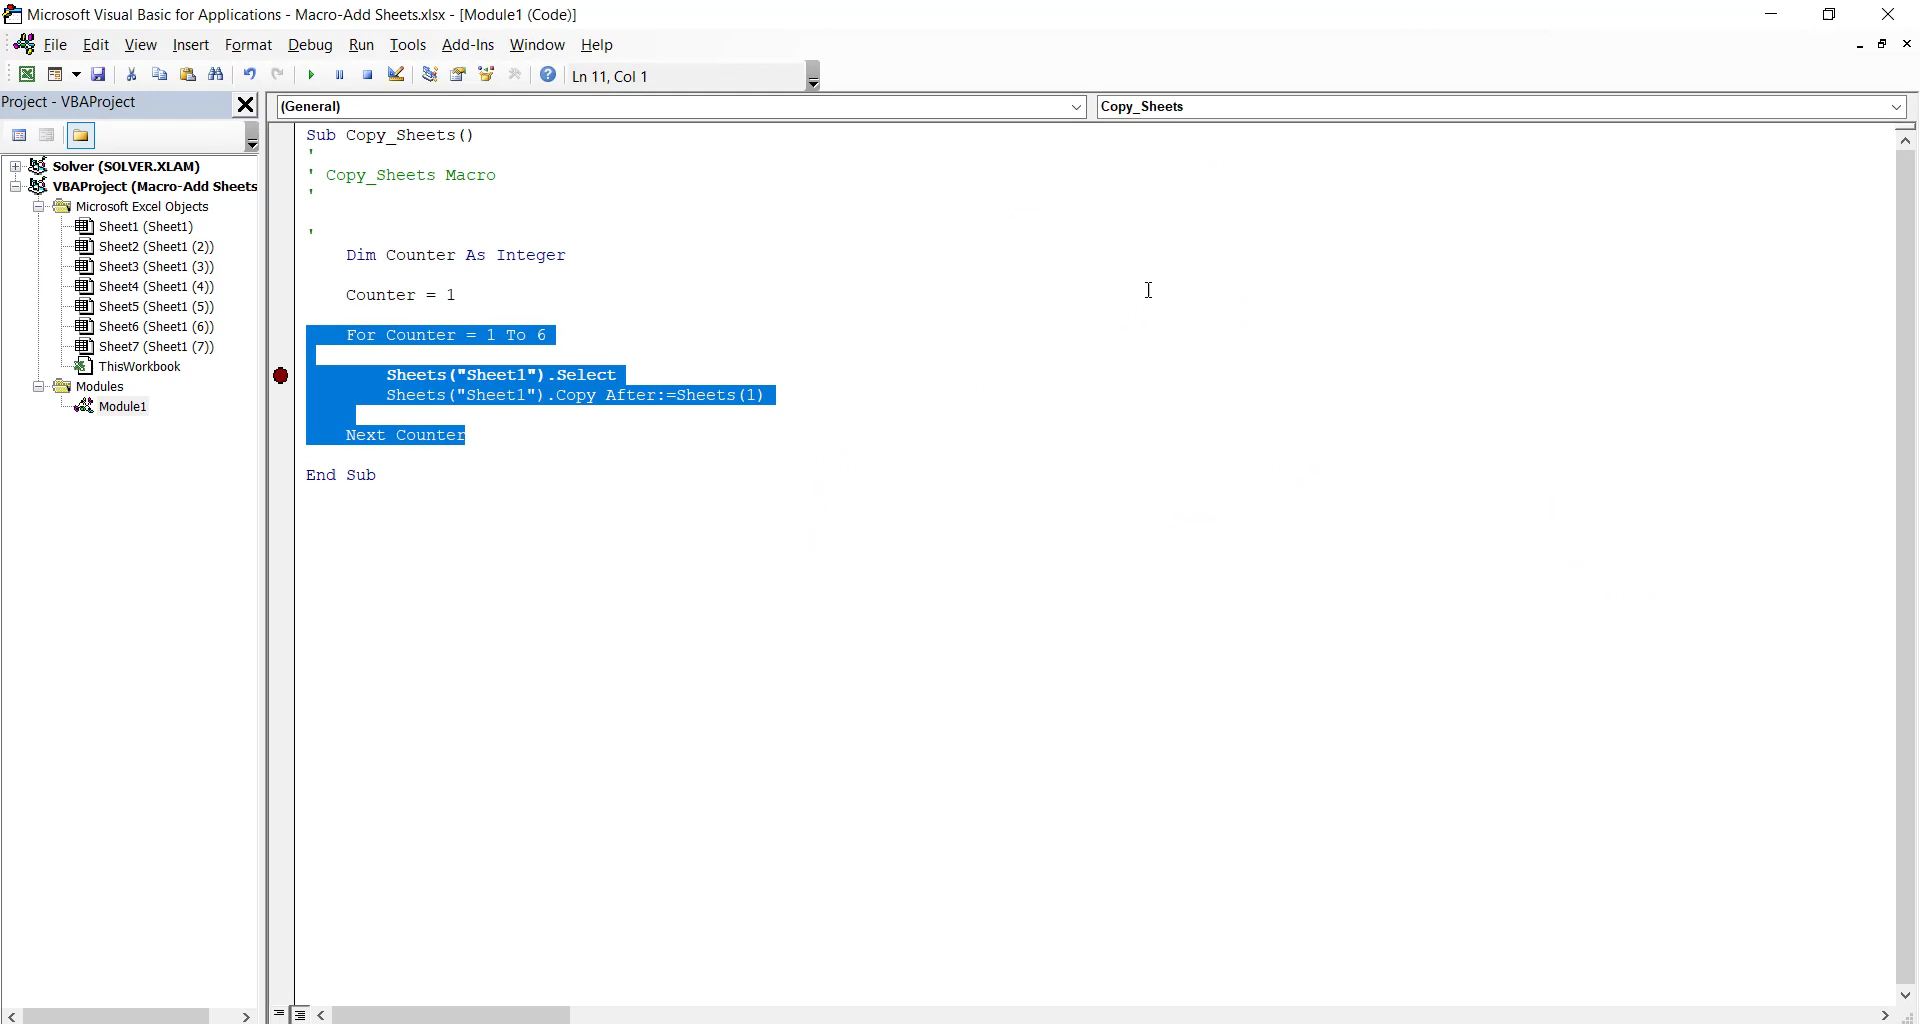 Microsoft Visual Basic for Applications - Macro-Add Sheets.xlsx - [Module1 (Code)]
File Edit View Insert Format Debug Run Tools Add-Ins Window Help
Ln 11, Col 1
Project - VBAProject
(General)
Copy_Sheets
Solver (SOLVER.XLAM)
VBAProject (Macro-Add Sheets
Microsoft Excel Objects
Sheet1 (Sheet1)
Sheet2 (Sheet1 (2))
Sheet3 (Sheet1 (3))
Sheet4 (Sheet1 (4))
Sheet5 (Sheet1 (5))
Sheet6 (Sheet1 (6))
Sheet7 (Sheet1 (7))
ThisWorkbook
Modules
Module1
Sub Copy_Sheets()
'
' Copy_Sheets Macro
'
'
Dim Counter As Integer
Counter = 1
For Counter = 1 To 6
Sheets("Sheet1").Select
Sheets("Sheet1").Copy After:=Sheets(1)
Next Counter
End Sub